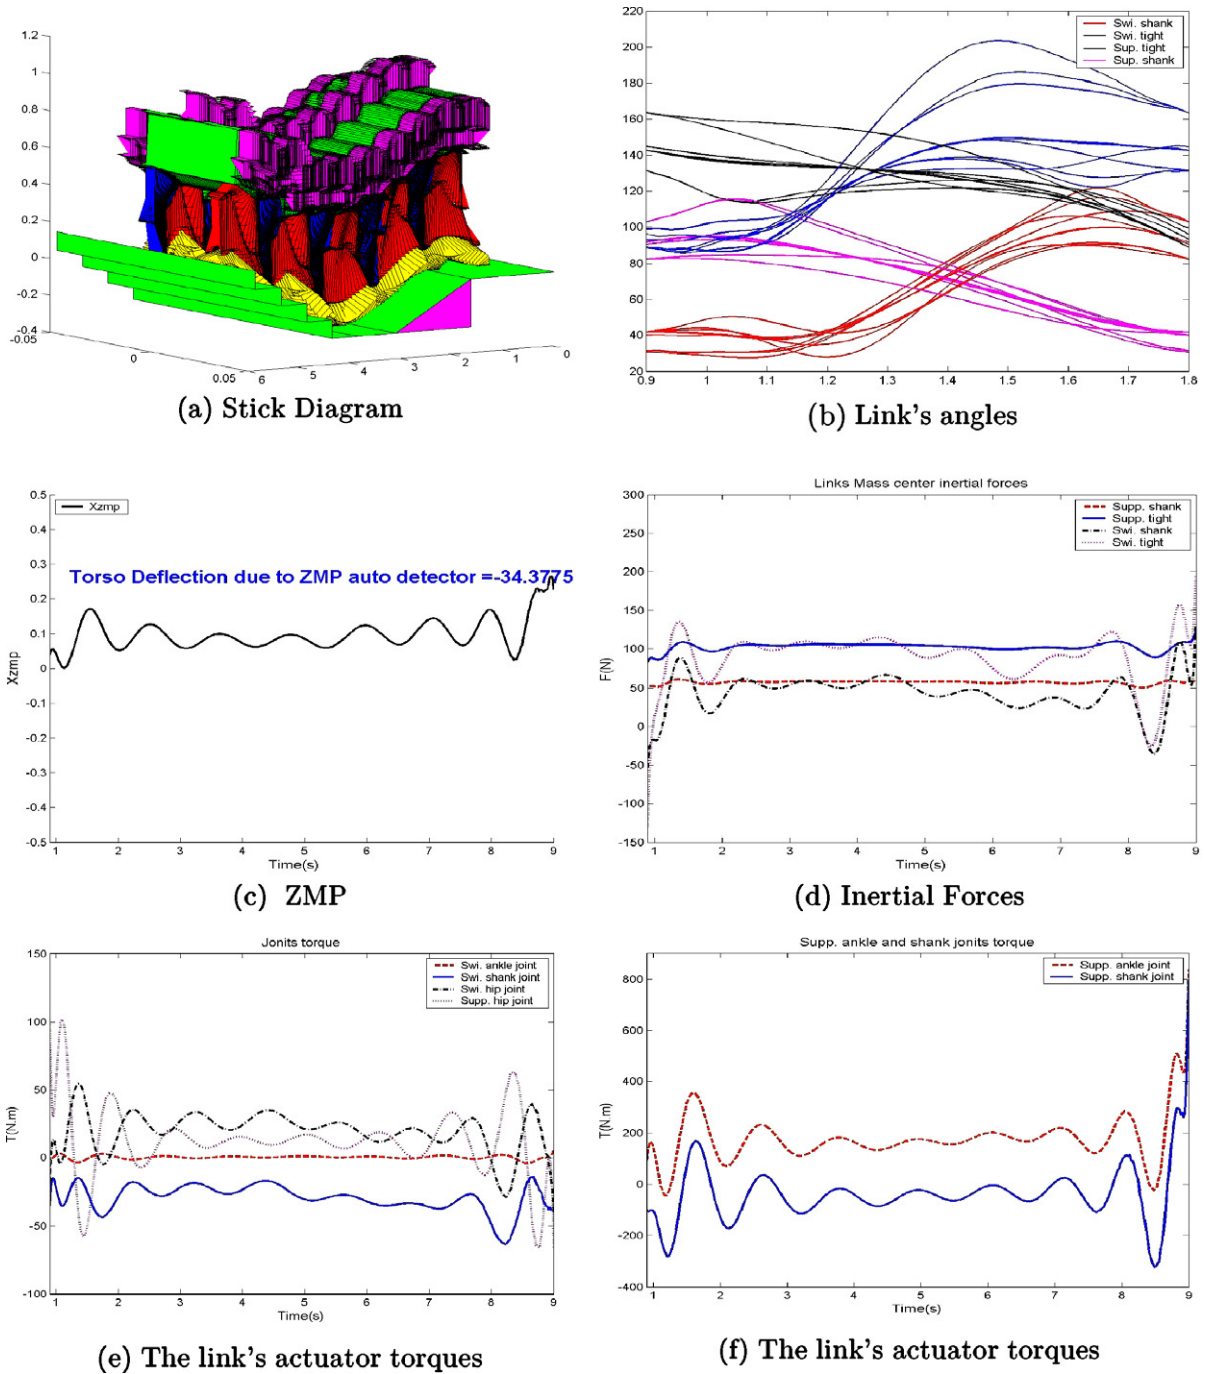 1.2
1
0.8
0.6
0.4
0.2
0
-0.2
-0.4
-0.05
0
0.05
6
5
4
3
2
1
0
(a) Stick Diagram
220
200
180
160
140
120
100
80
60
40
20
0.9
1
1.1
1.2
1.3
1.4
1.5
1.6
1.7
1.8
Swi. shank
Swi. tight
Sup. tight
Sup. shank
(b) Link's angles
0.5
0.4
0.3
0.2
0.1
0
-0.1
-0.2
-0.3
-0.4
-0.5
Xzmp
Xzmp
Torso Deflection due to ZMP auto detector =-34.3775
1 2 3 4 5 6 7 8 9
Time(s)
(c) ZMP
Links Mass center inertial forces
300
250
200
150
100
50
0
-50
-100
-150
F(N)
Supp. shank
Supp. tight
Swi. shank
Swi. tight
1 2 3 4 5 6 7 8 9
Time(s)
(d) Inertial Forces
Jonits torque
150
100
50
0
-50
-100
T(N.m)
Swi. ankle joint
Swi. shank joint
Swi. hip joint
Supp. hip joint
1 2 3 4 5 6 7 8 9
Time(s)
(e) The link's actuator torques
Supp. ankle and shank jonits torque
800
600
400
200
0
-200
-400
T(N.m)
Supp. ankle joint
Supp. shank joint
1 2 3 4 5 6 7 8 9
Time(s)
(f) The link's actuator torques